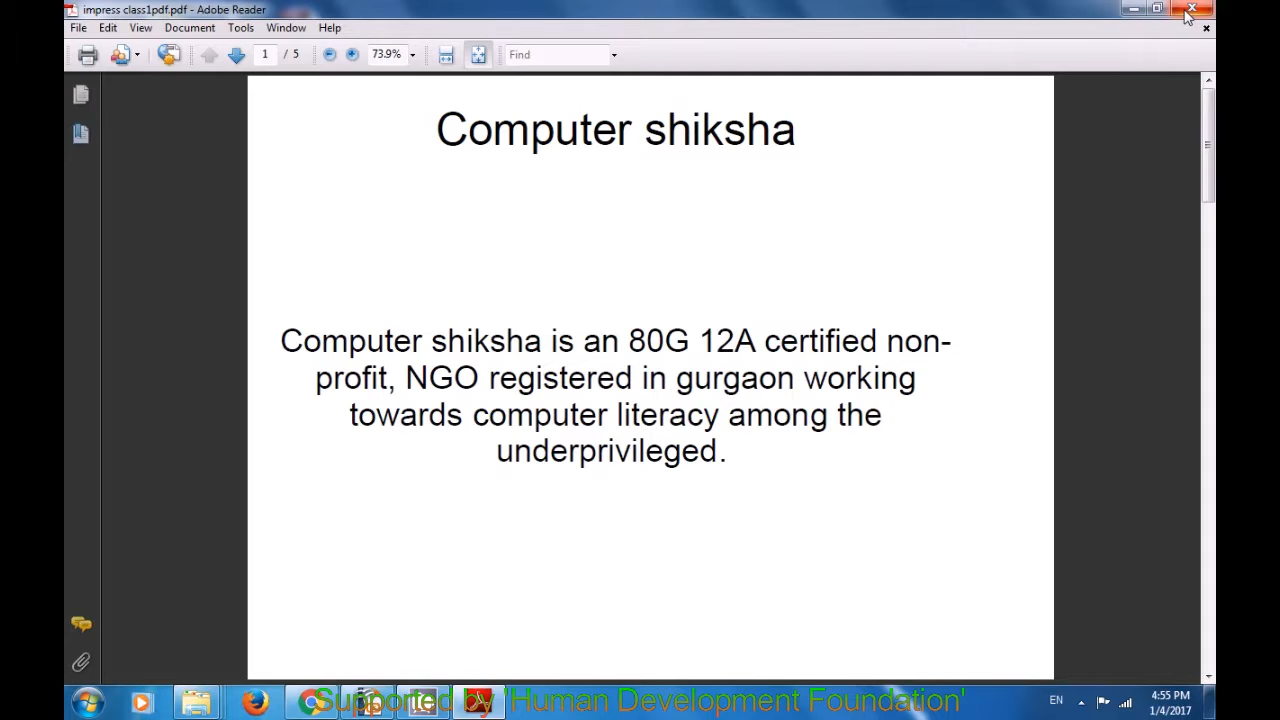 impress class1pdf.pdf - Adobe Reader
File Edit View Document Tools Window Help
1 / 5 73.9% Find
Computer shiksha
Computer shiksha is an 80G 12A certified non-
profit, NGO registered in gurgaon working
towards computer literacy among the
underprivileged.
Supported by 'Human Development Foundation'
EN
4:55 PM
1/4/2017